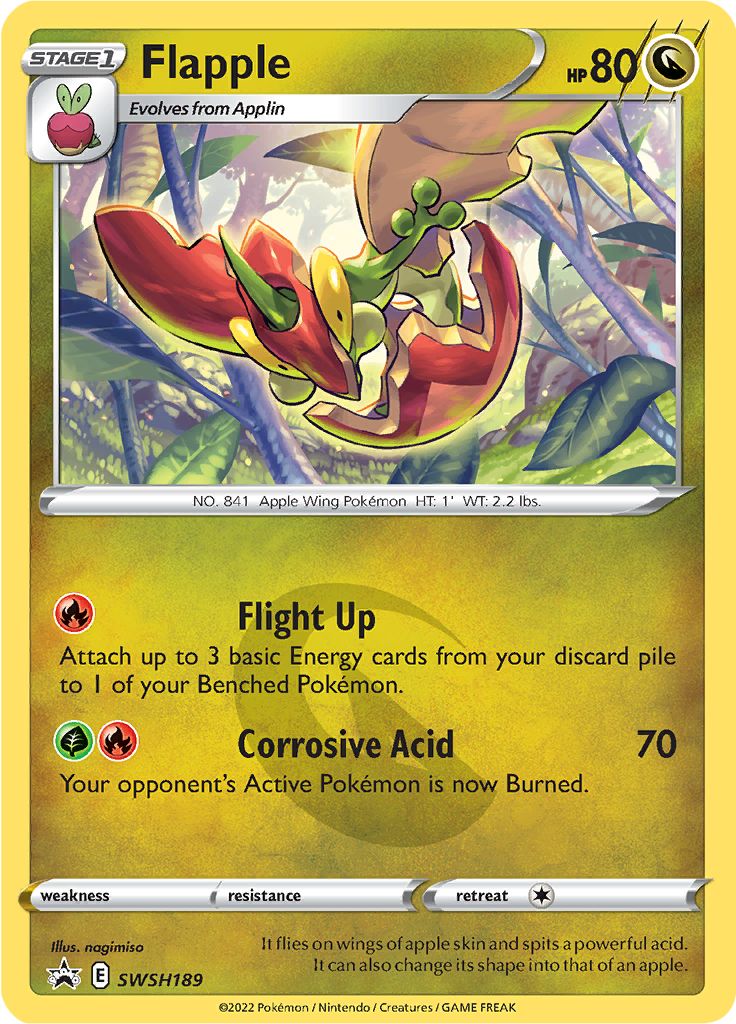 STAGE1
Flapple
HP80
Evolves from Applin
NO. 841 Apple Wing Pokémon HT: 1' WT: 2.2 lbs.
Flight Up
Attach up to 3 basic Energy cards from your discard pile
to 1 of your Benched Pokémon.
Corrosive Acid 70
Your opponent's Active Pokémon is now Burned.
weakness resistance retreat
Illus. nagimiso
It flies on wings of apple skin and spits a powerful acid.
It can also change its shape into that of an apple.
E SWSH189
©2022 Pokémon / Nintendo / Creatures / GAME FREAK